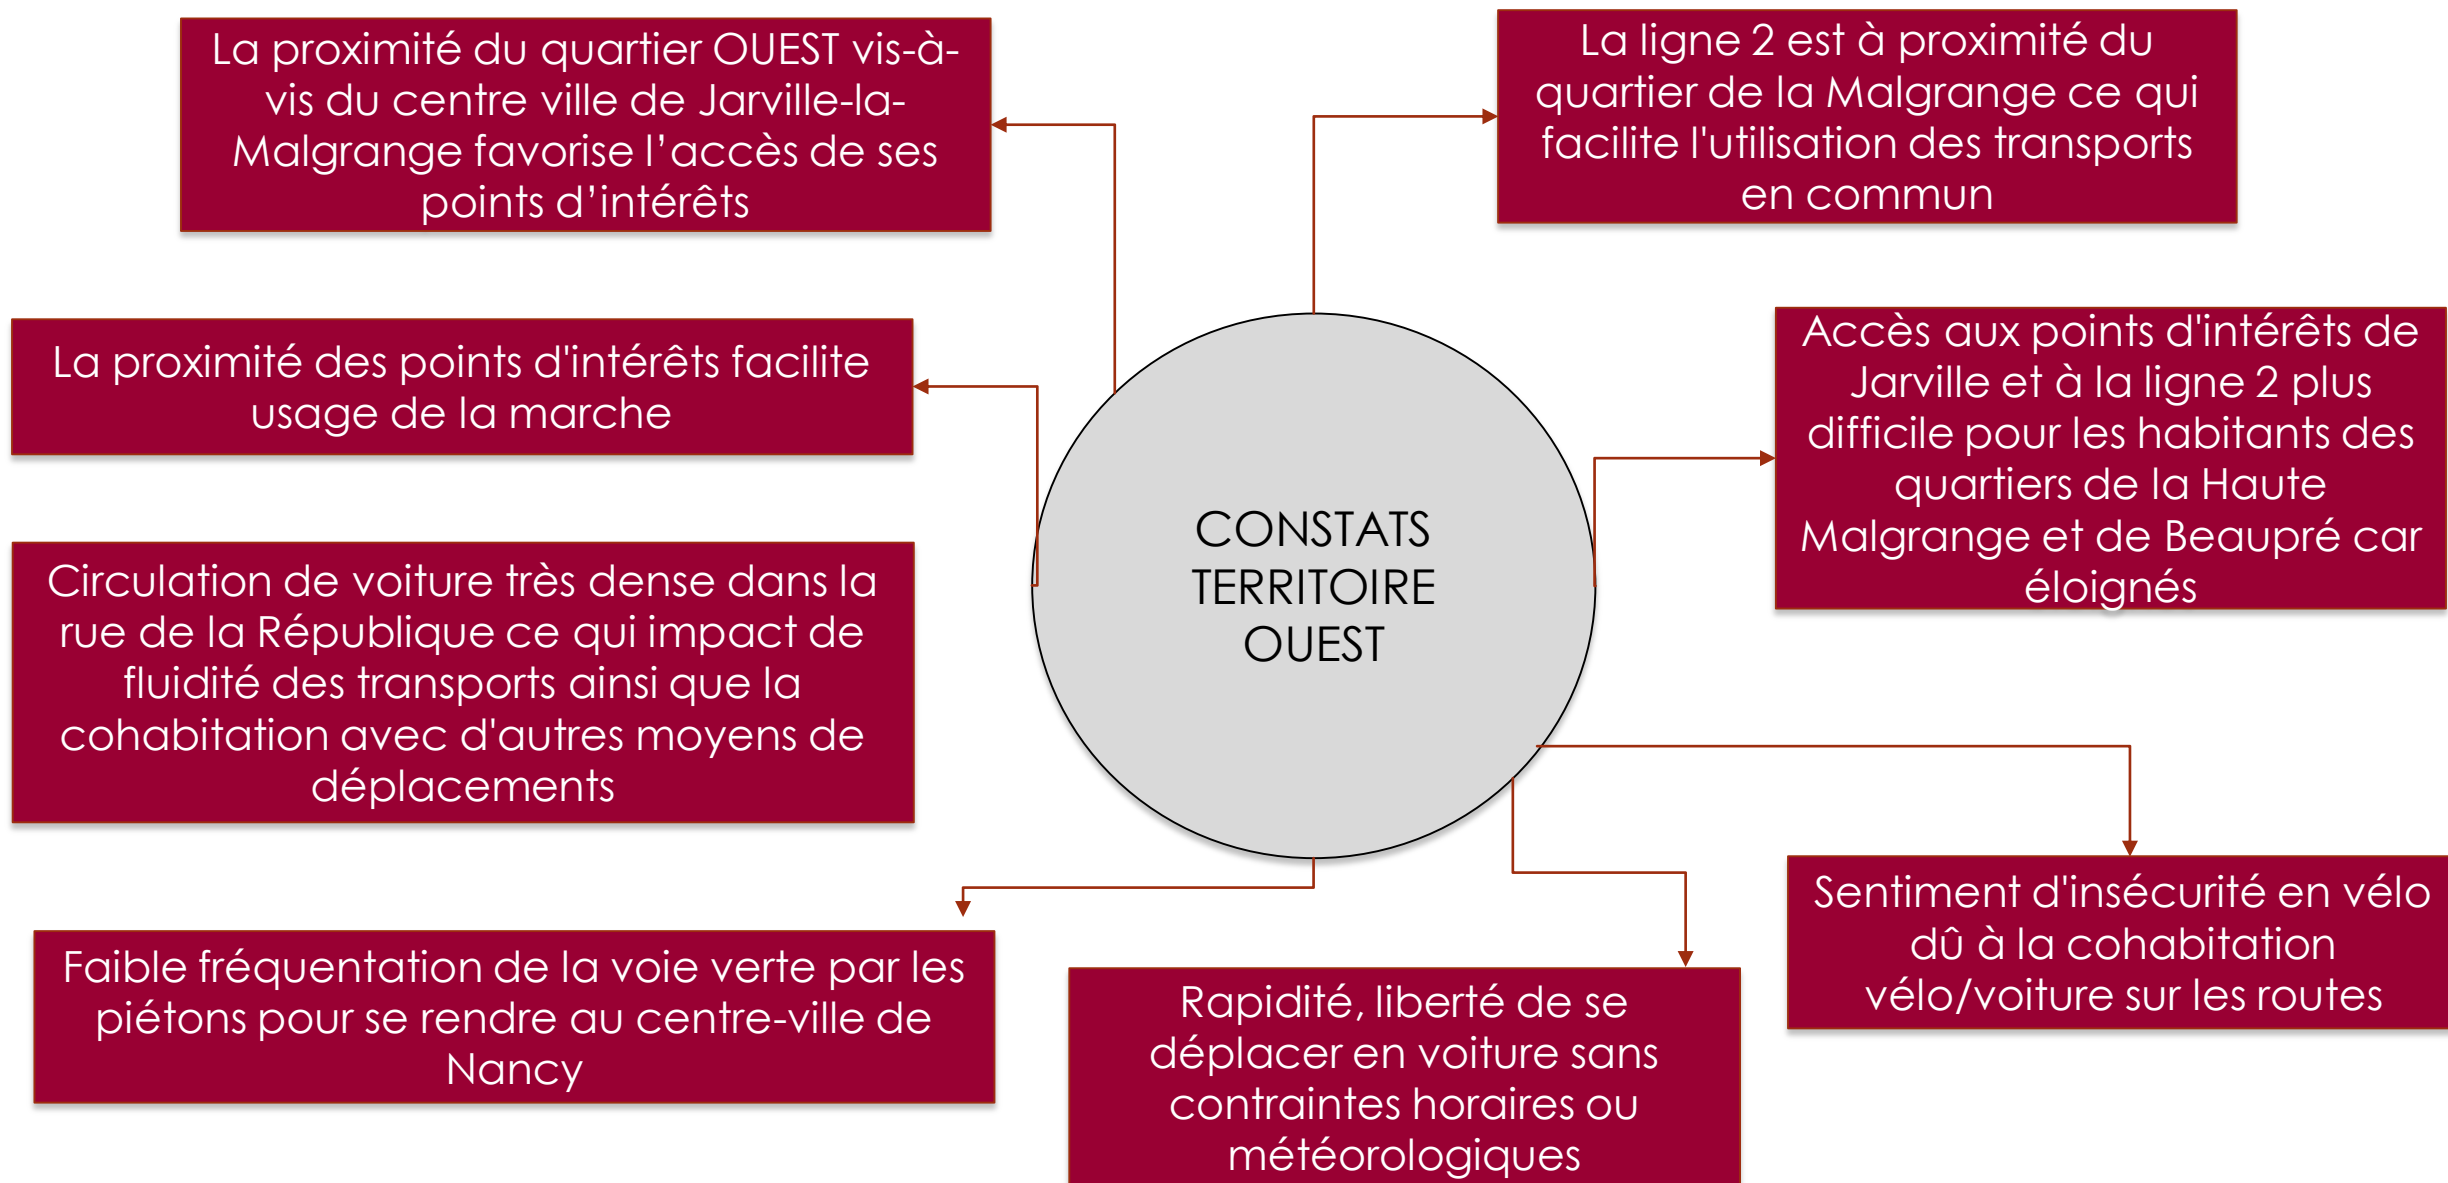 La proximité du quartier OUEST vis-à-
vis du centre ville de Jarville-la-
Malgrange favorise l’accès de ses
points d’intérêts
La ligne 2 est à proximité du
quartier de la Malgrange ce qui
facilite l'utilisation des transports
en commun
La proximité des points d'intérêts facilite
usage de la marche
Accès aux points d'intérêts de
Jarville et à la ligne 2 plus
difficile pour les habitants des
quartiers de la Haute
Malgrange et de Beaupré car
éloignés
CONSTATS
TERRITOIRE
OUEST
Circulation de voiture très dense dans la
rue de la République ce qui impact de
fluidité des transports ainsi que la
cohabitation avec d'autres moyens de
déplacements
Sentiment d'insécurité en vélo
dû à la cohabitation
vélo/voiture sur les routes
Faible fréquentation de la voie verte par les
piétons pour se rendre au centre-ville de
Nancy
Rapidité, liberté de se
déplacer en voiture sans
contraintes horaires ou
météorologiques